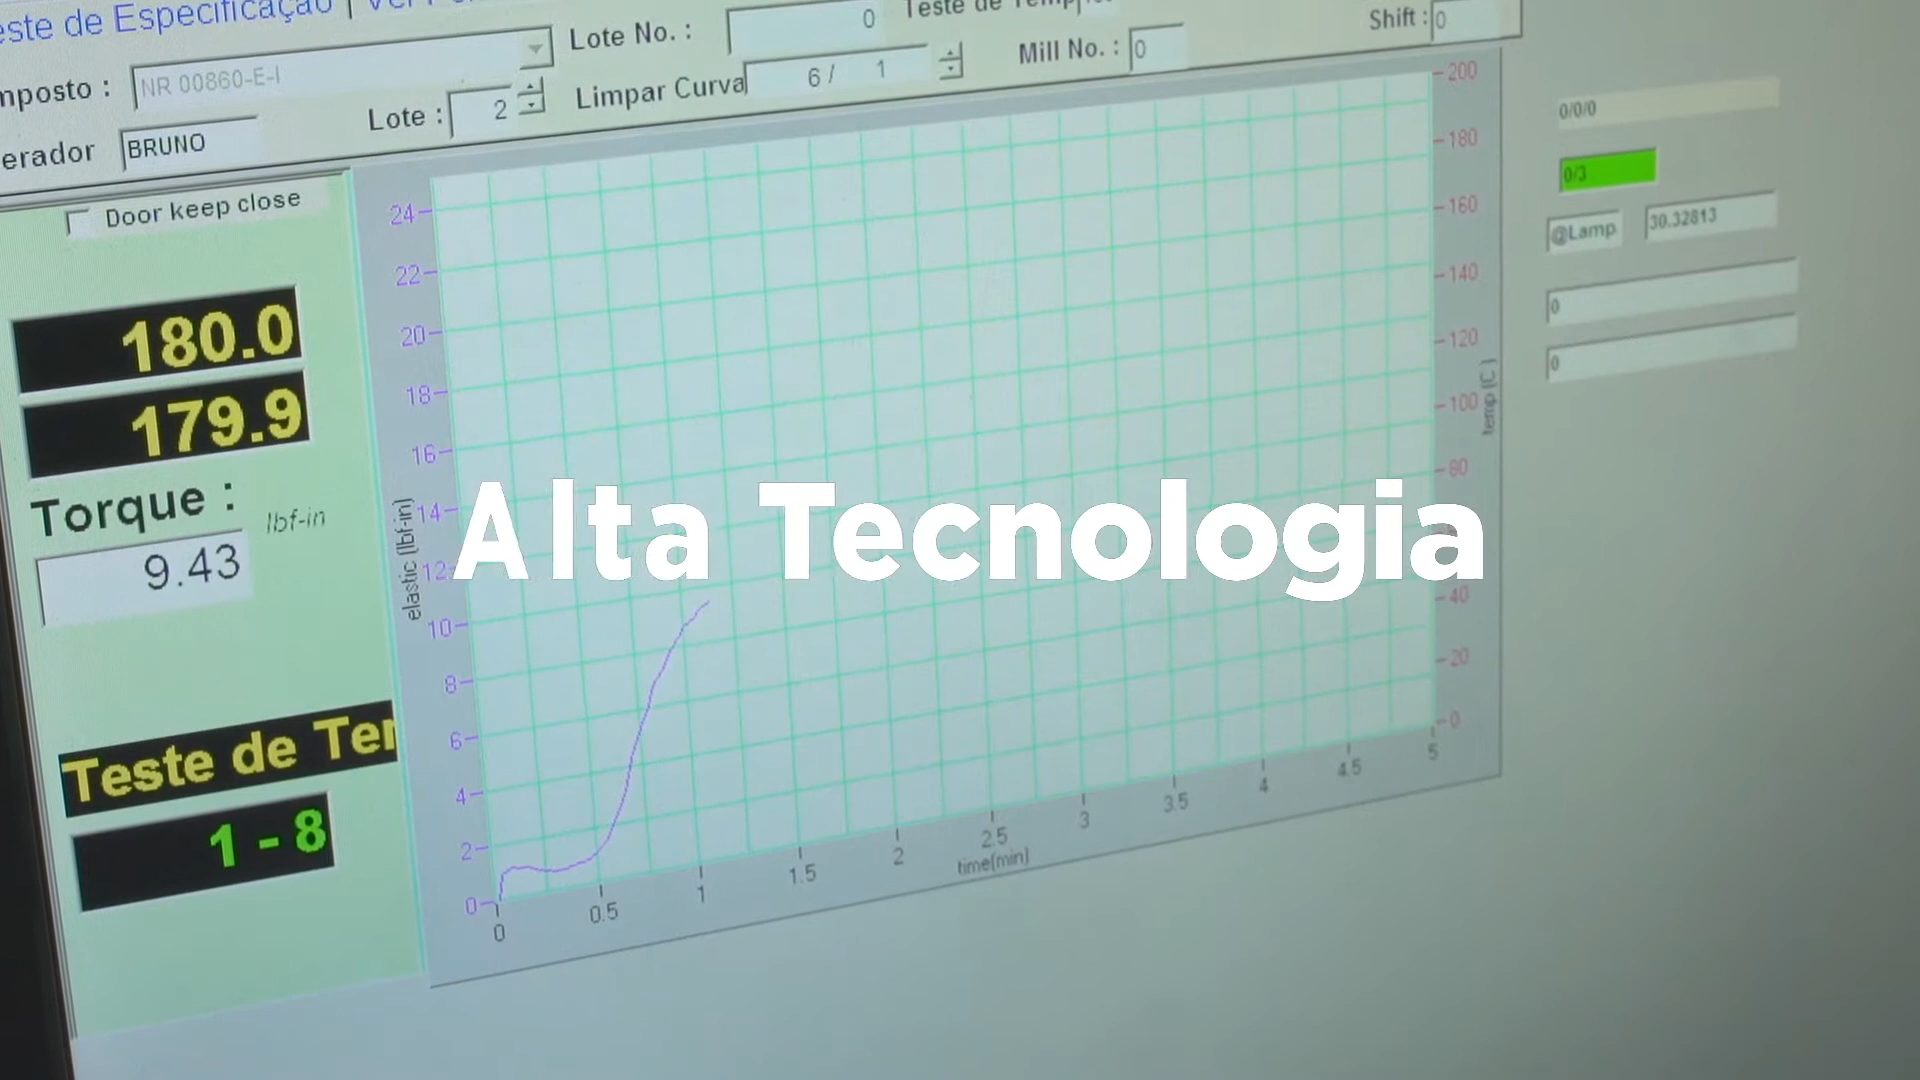 este de Especificação |
Lote No. : 0
Teste de
Shift : 0
mposto : NR 00860-E-I
Lote : 2
Limpar Curva 6 / 1
Mill No. : 0
erador BRUNO
Door keep close
180.0
179.9
Torque : lbf-in
9.43
Teste de Ter
1 - 8
elastic (lbf-in)
24
22
20
18
16
14
12
10
8
6
4
2
0
0 0.5 1 1.5 2 2.5 3 3.5 4 4.5 5
time(min)
200
180
160
140
120
100
80
40
20
0
temp (C )
0/0/0
0/3
@Lamp 30.32813
0
0
Alta Tecnologia